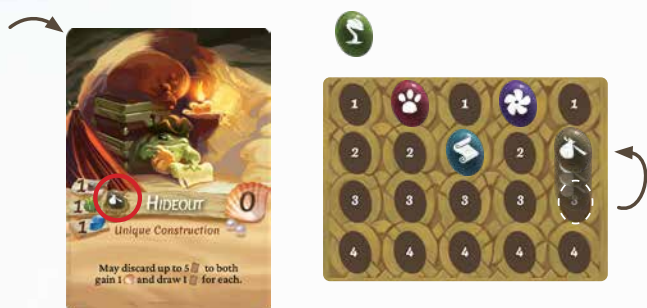 1
1
1
HIDEOUT
0
Unique Construction
May discard up to 5 to both
gain 1 and draw 1 for each.
1 1 1
2 2 2
3 3 3 3 3
4 4 4 4 4